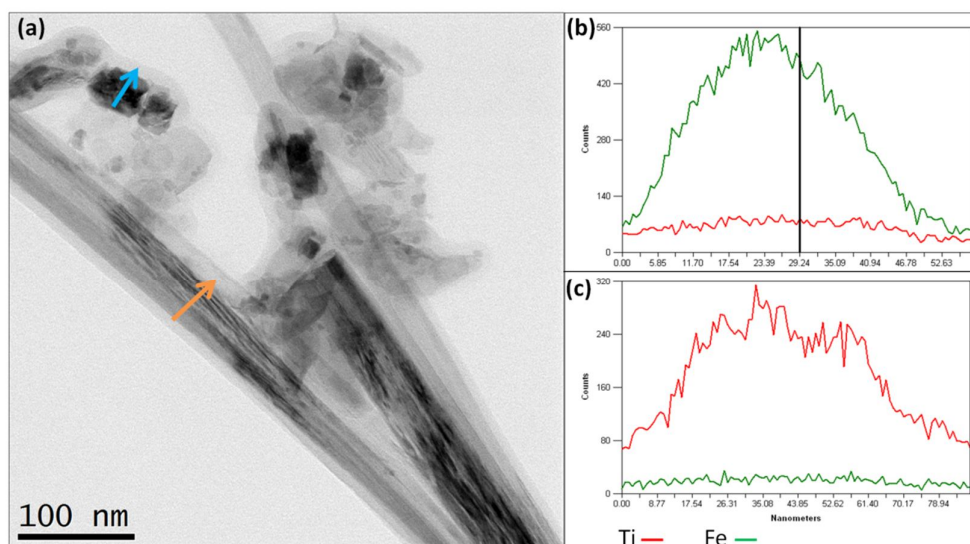 (a)
100 nm
(b)
560
420
280
140
0
Counts
0.00 5.85 11.70 17.54 23.39 29.24 35.09 40.94 46.78 52.63
(c)
320
240
160
80
0
Counts
0.00 8.77 17.54 26.31 35.08 43.85 52.62 61.40 70.17 78.94
Nanometers
Ti Fe